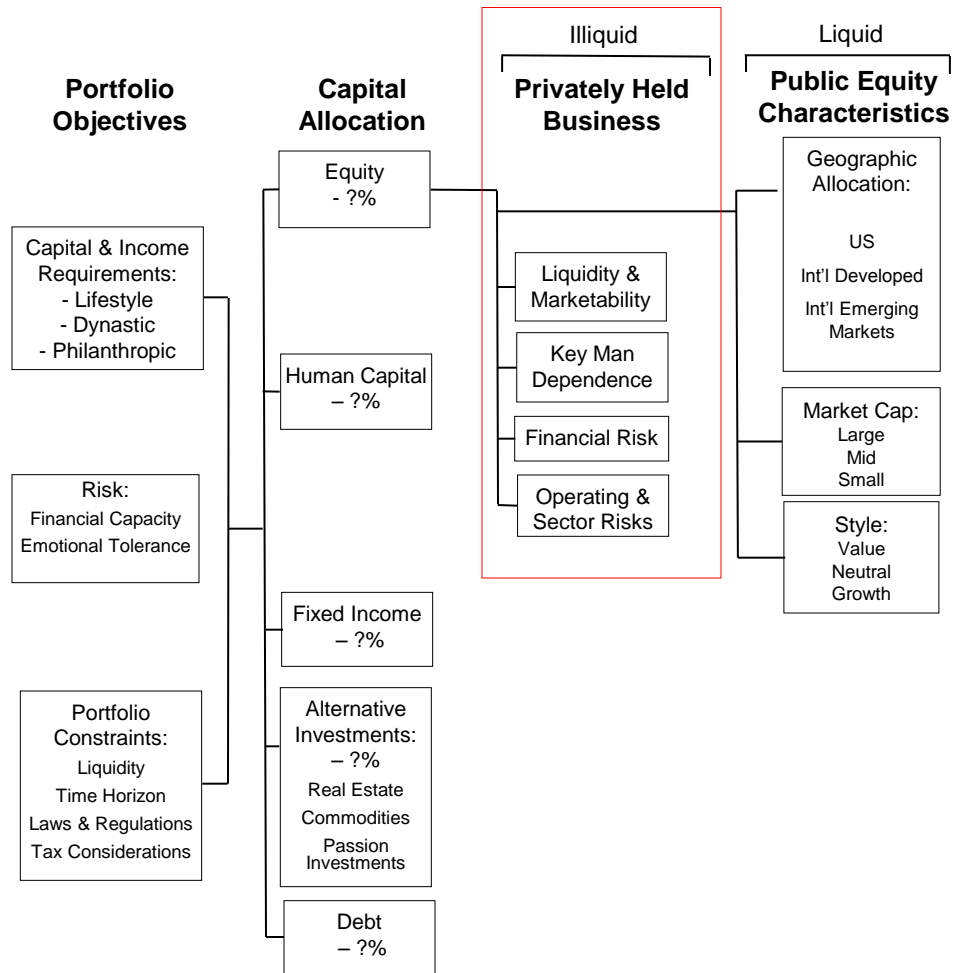 Illiquid
Liquid
Portfolio
Objectives
Capital
Allocation
Privately Held
Business
Public Equity
Characteristics
Capital & Income
Requirements:
- Lifestyle
- Dynastic
- Philanthropic
Risk:
Financial Capacity
Emotional Tolerance
Portfolio
Constraints:
Liquidity
Time Horizon
Laws & Regulations
Tax Considerations
Equity
- ?%
Human Capital
– ?%
Fixed Income
– ?%
Alternative
Investments:
– ?%
Real Estate
Commodities
Passion
Investments
Debt
– ?%
Liquidity &
Marketability
Key Man
Dependence
Financial Risk
Operating &
Sector Risks
Geographic
Allocation:
US
Int'l Developed
Int'l Emerging
Markets
Market Cap:
Large
Mid
Small
Style:
Value
Neutral
Growth